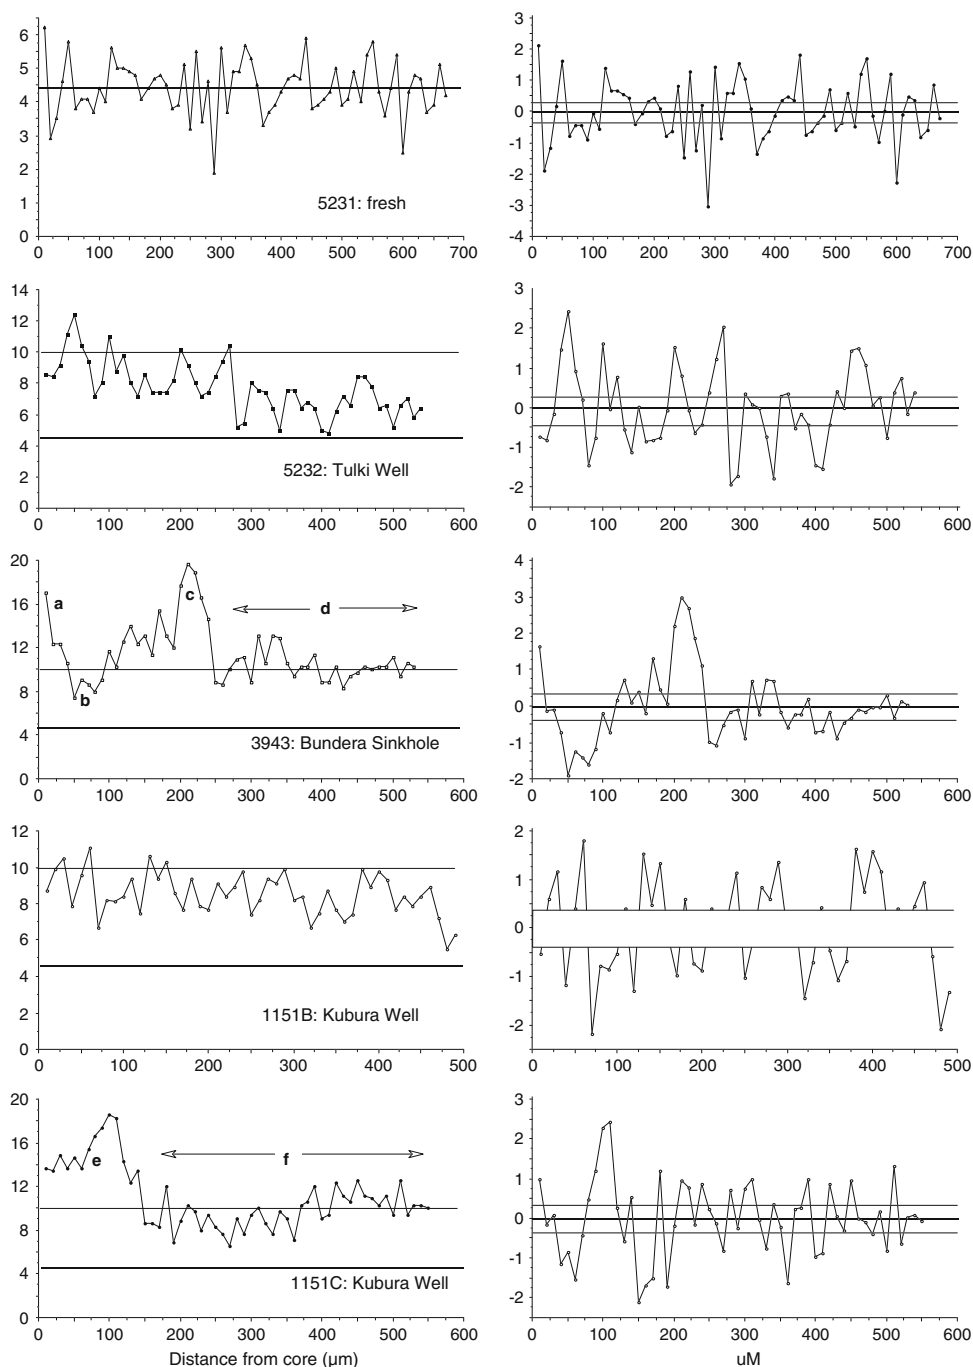 6
5
4
3
2
1
0
5231: fresh
0 100 200 300 400 500 600 700
3
2
1
0
-1
-2
-3
-4
0 100 200 300 400 500 600 700
14
12
10
8
6
4
2
0
5232: Tulki Well
0 100 200 300 400 500 600
3
2
1
0
-1
-2
0 100 200 300 400 500 600
20
16
12
8
4
0
a
b
c
d
3943: Bundera Sinkhole
0 100 200 300 400 500 600
4
3
2
1
0
-1
-2
0 100 200 300 400 500 600
12
10
8
6
4
2
0
1151B: Kubura Well
0 100 200 300 400 500
2
1
0
-1
-2
0 100 200 300 400 500
20
16
12
8
4
0
e
f
1151C: Kubura Well
0 100 200 300 400 500 600
Distance from core (µm)
3
2
1
0
-1
-2
0 100 200 300 400 500 600
uM